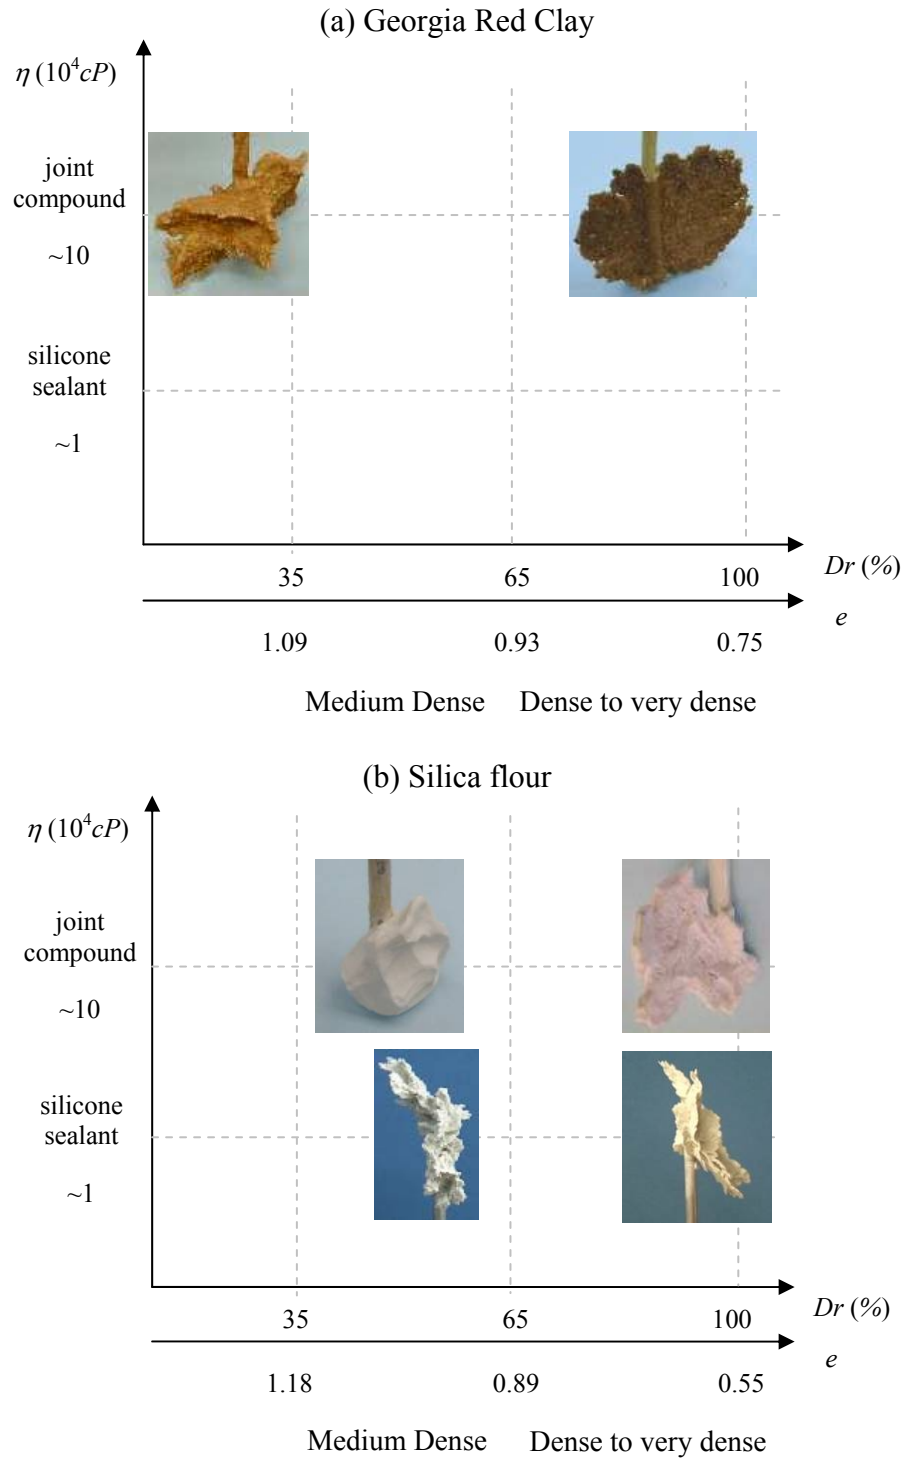 (a) Georgia Red Clay
η (10⁴cP)
joint
compound
~10
silicone
sealant
~1
35 65 100 Dr (%)
e
1.09 0.93 0.75
Medium Dense Dense to very dense
(b) Silica flour
η (10⁴cP)
joint
compound
~10
silicone
sealant
~1
35 65 100 Dr (%)
e
1.18 0.89 0.55
Medium Dense Dense to very dense